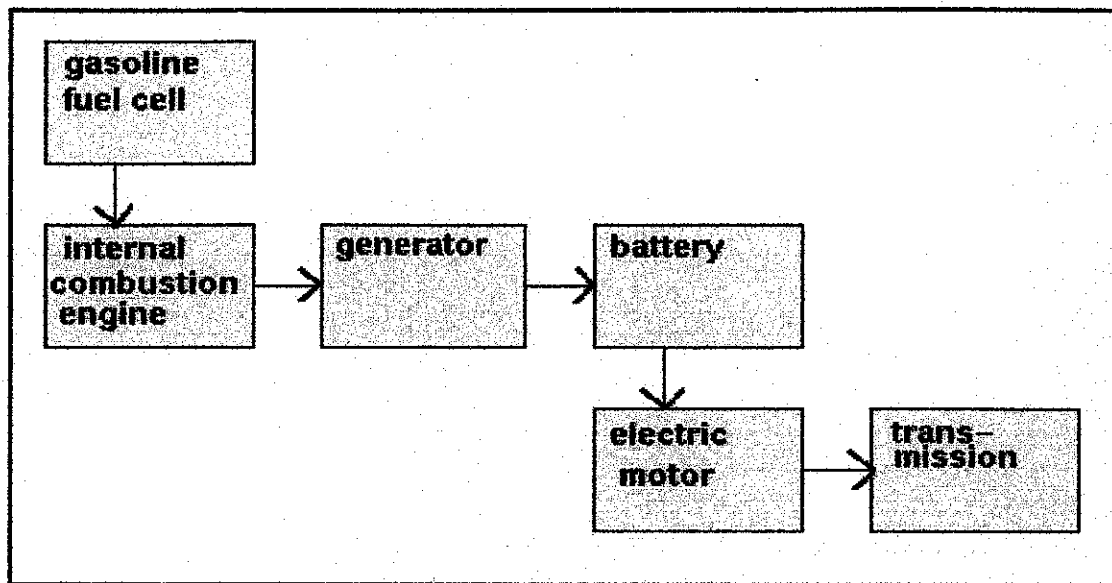 gasoline
fuel cell
internal
combustion
engine
generator
battery
electric
motor
trans-
mission